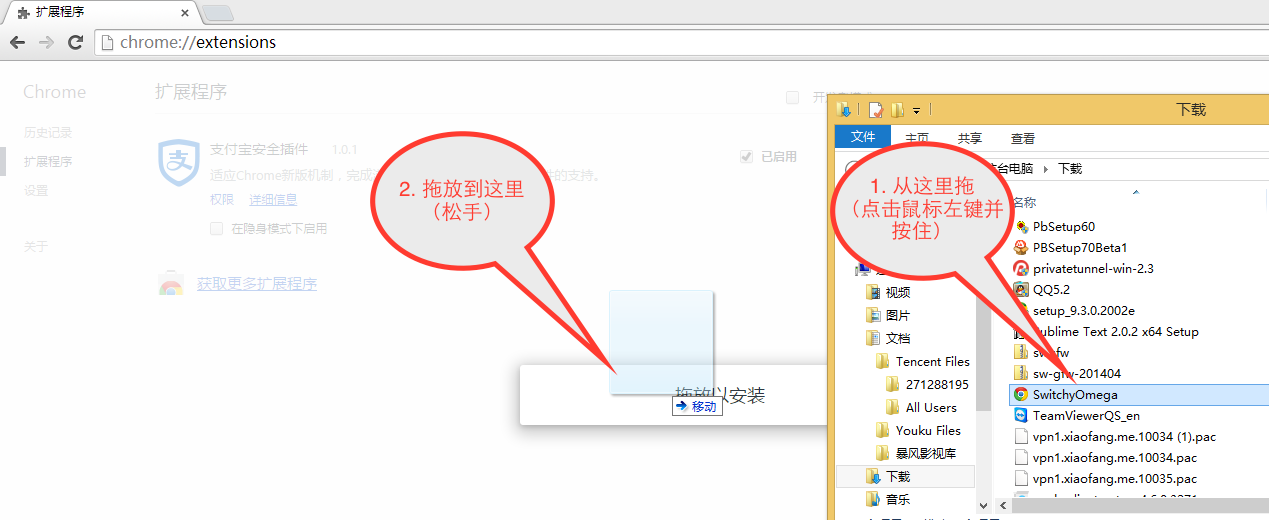 扩展程序
chrome://extensions
Chrome
扩展程序
历史记录
扩展程序
设置
关于
支付宝安全插件 1.0.1
适应Chrome新版机制，完成
件的支持。
已启用
权限 详细信息
在隐身模式下启用
获取更多扩展程序
2. 拖放到这里
（松手）
拖放以安装
移动
下载
文件 主页 共享 查看
台电脑 下载
1. 从这里拖
（点击鼠标左键并
按住）
名称
视频
图片
文档
Tencent Files
271288195
All Users
Youku Files
暴风影视库
下载
音乐
PbSetup60
PBSetup70Beta1
privatetunnel-win-2.3
QQ5.2
setup_9.3.0.2002e
Sublime Text 2.0.2 x64 Setup
sw-gfw-201404
SwitchyOmega
TeamViewerQS_en
vpn1.xiaofang.me.10034 (1).pac
vpn1.xiaofang.me.10034.pac
vpn1.xiaofang.me.10035.pac